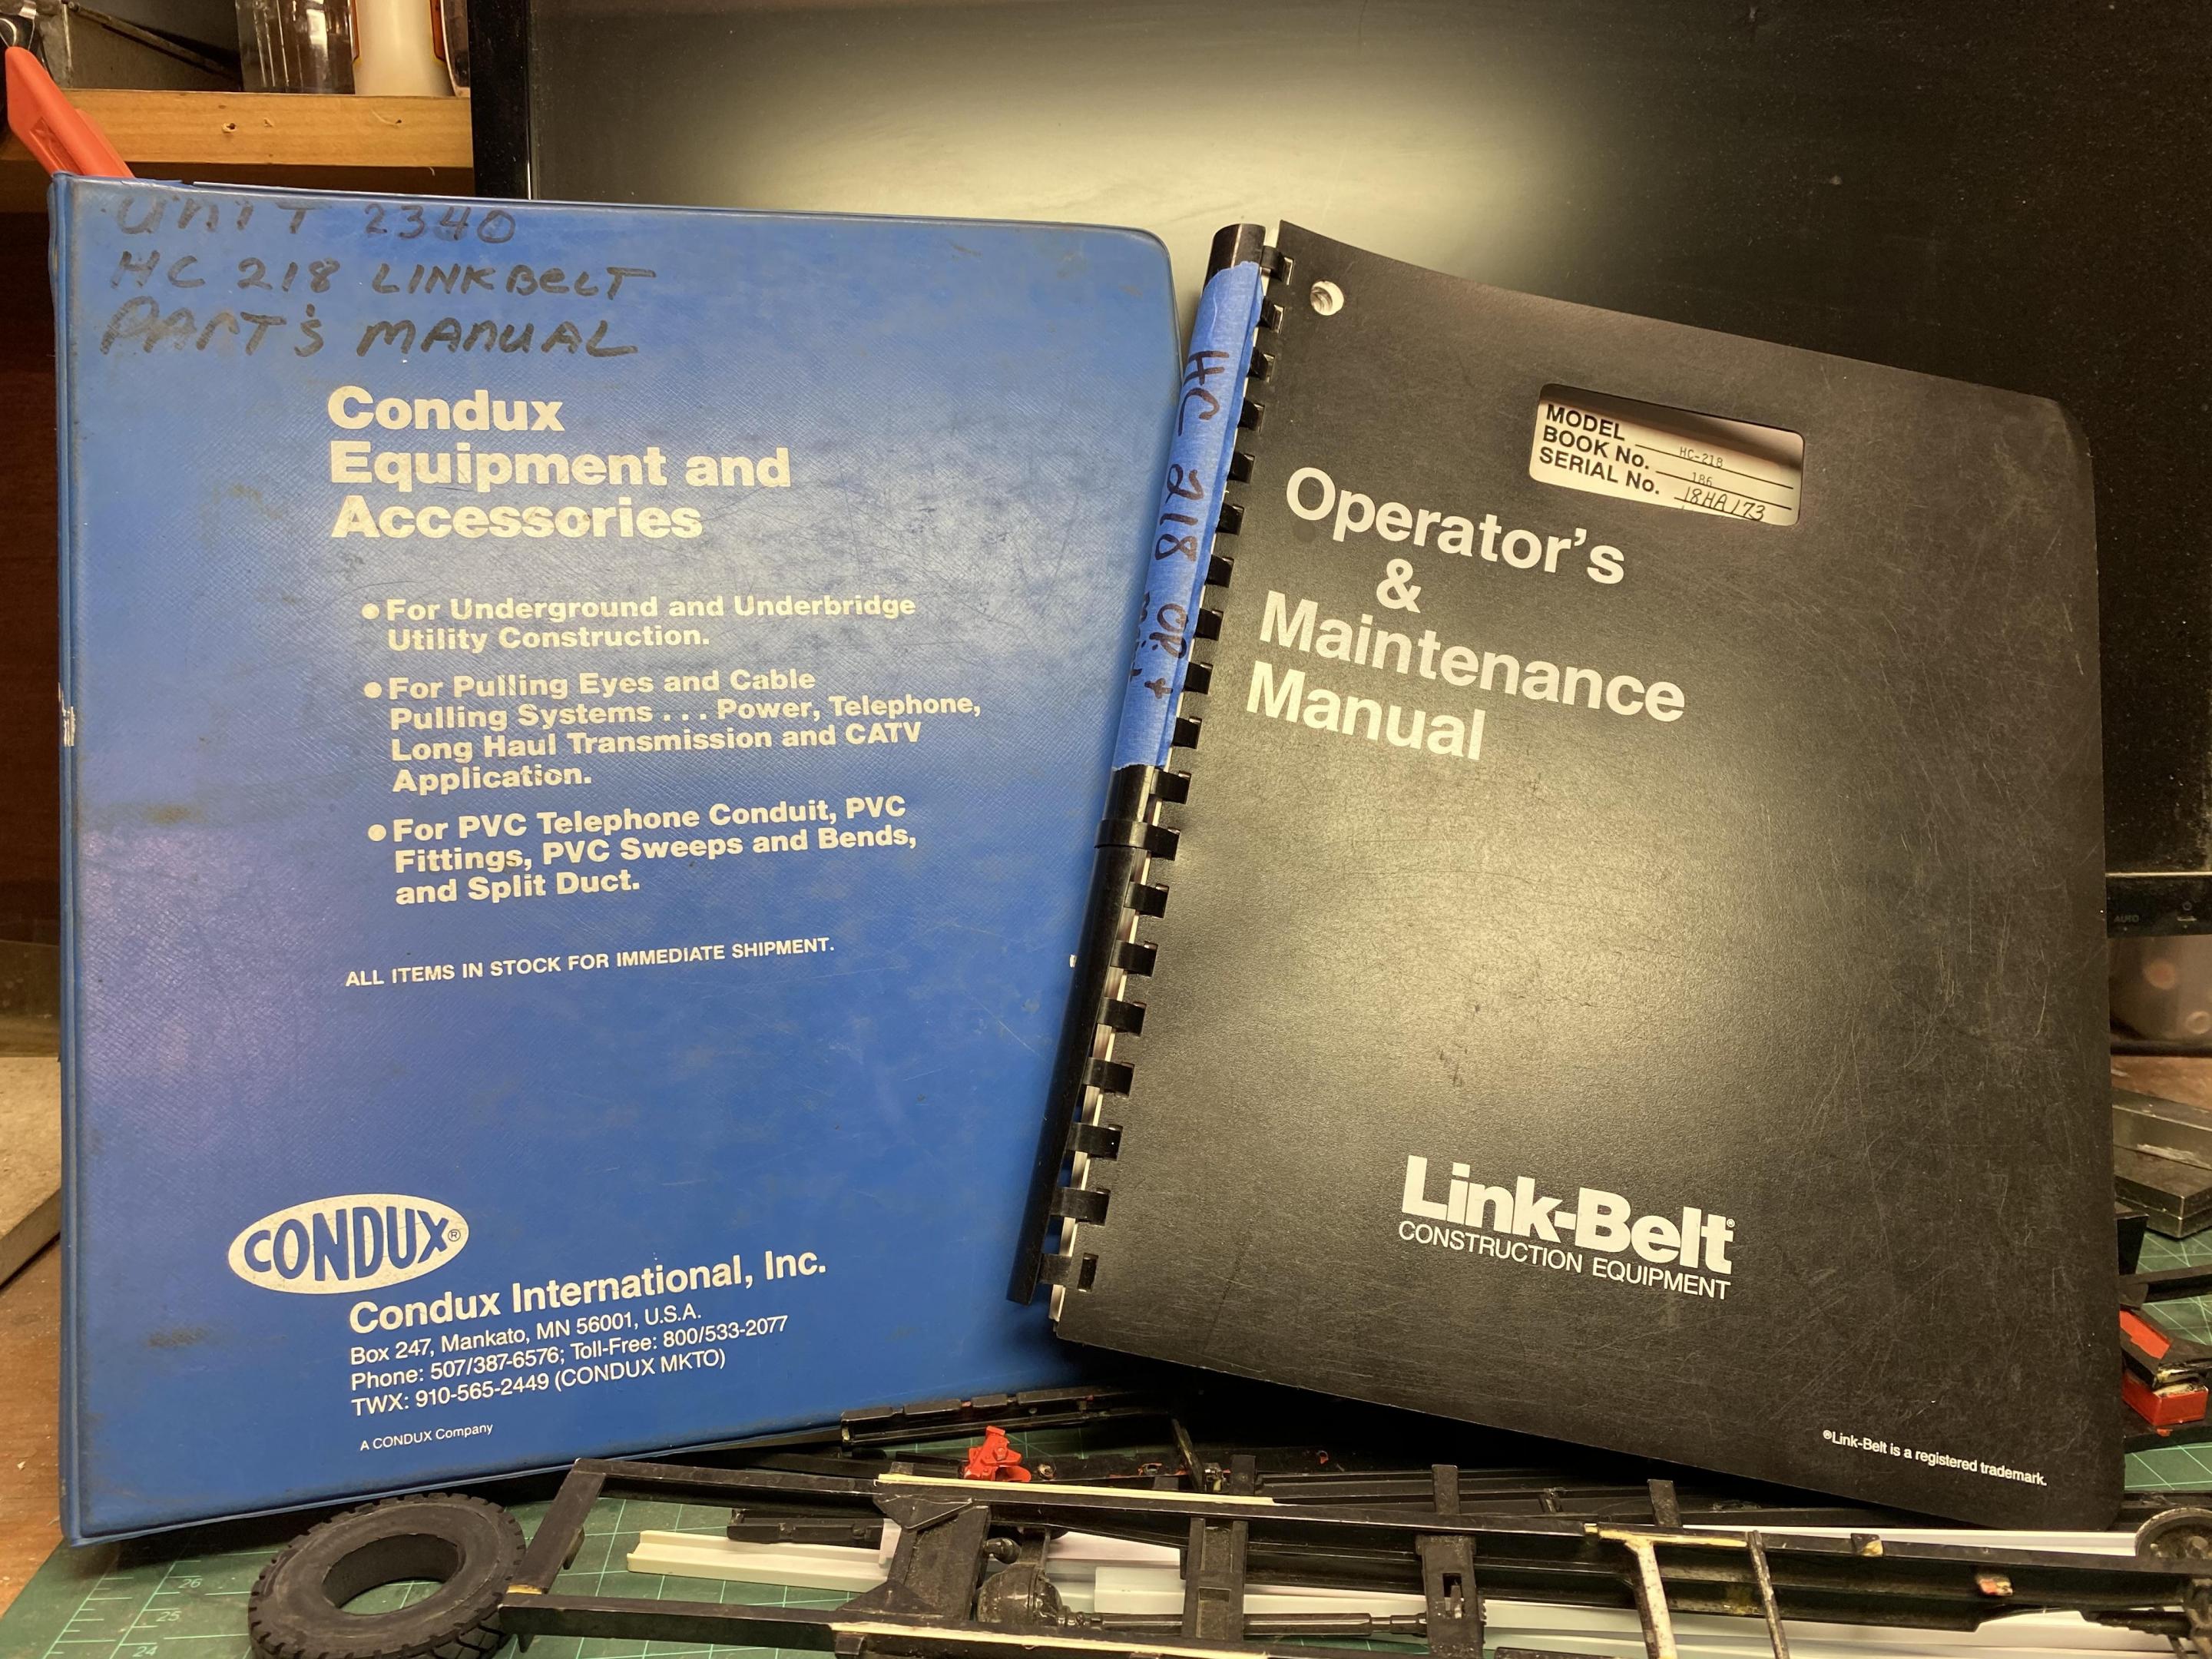 UNIT 2340
HC 218 LINKBELT
PART'S MANUAL
Condux
Equipment and
Accessories
• For Underground and Underbridge
Utility Construction.
• For Pulling Eyes and Cable
Pulling Systems . . . Power, Telephone,
Long Haul Transmission and CATV
Application.
• For PVC Telephone Conduit, PVC
Fittings, PVC Sweeps and Bends,
and Split Duct.
ALL ITEMS IN STOCK FOR IMMEDIATE SHIPMENT.
CONDUX®
Condux International, Inc.
Box 247, Mankato, MN 56001, U.S.A.
Phone: 507/387-6576; Toll-Free: 800/533-2077
TWX: 910-565-2449 (CONDUX MKTO)
A CONDUX Company
HC 218 OP. +
MODEL HC-218
BOOK No. 186
SERIAL No. 18HA173
Operator's
&
Maintenance
Manual
Link-Belt®
CONSTRUCTION EQUIPMENT
®Link-Belt is a registered trademark.
AUTO
26
25
24